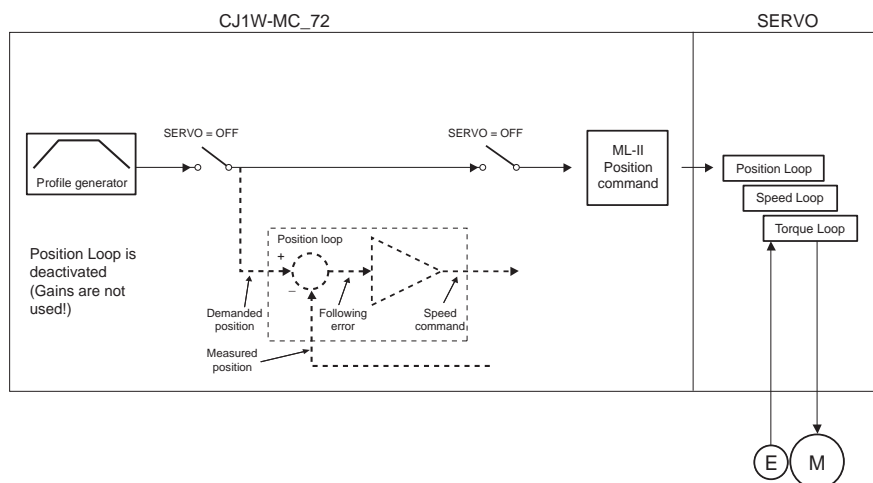 CJ1W-MC_72
SERVO
SERVO = OFF
SERVO = OFF
Profile generator
ML-II
Position
command
Position Loop
Speed Loop
Torque Loop
Position Loop is
deactivated
(Gains are not
used!)
Position loop
+
_
Demanded
position
Following
error
Speed
command
Measured
position
E
M